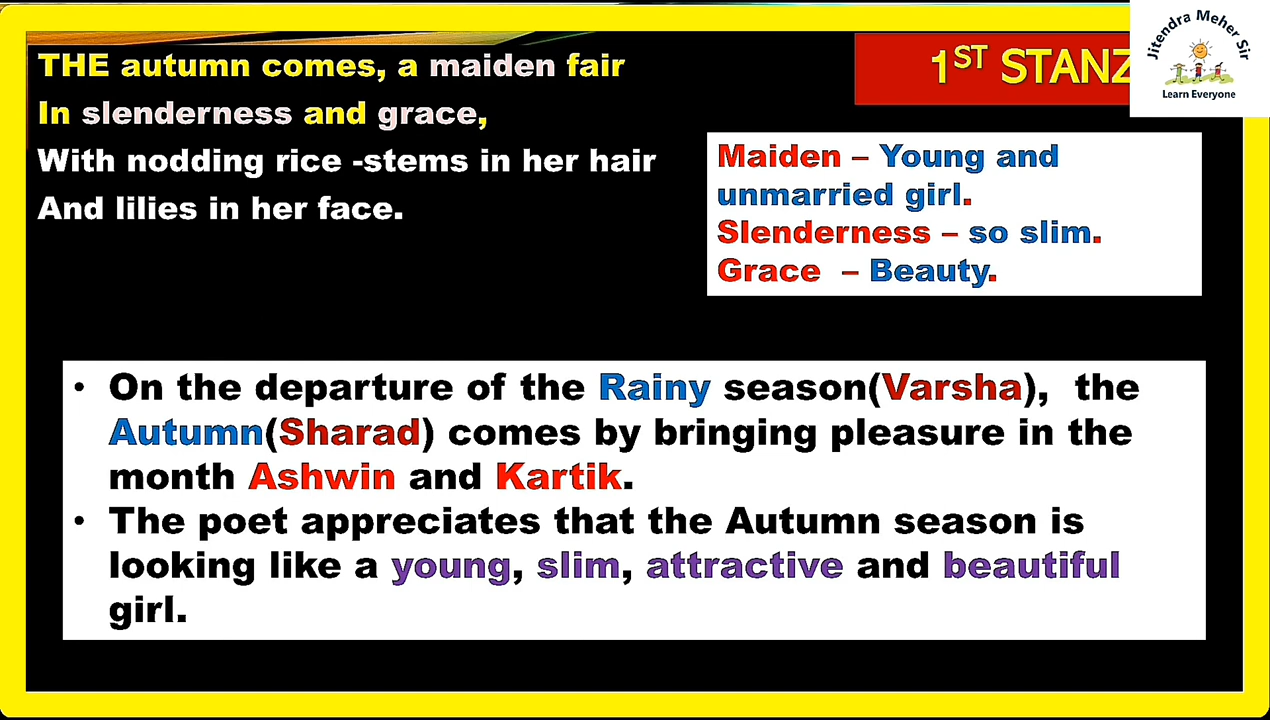 THE autumn comes, a maiden fair
In slenderness and grace,
With nodding rice -stems in her hair
And lilies in her face.
1ST STANZ
Jitendra Meher Sir
Learn Everyone
Maiden – Young and
unmarried girl.
Slenderness – so slim.
Grace – Beauty.
• On the departure of the Rainy season(Varsha), the
Autumn(Sharad) comes by bringing pleasure in the
month Ashwin and Kartik.
• The poet appreciates that the Autumn season is
looking like a young, slim, attractive and beautiful
girl.